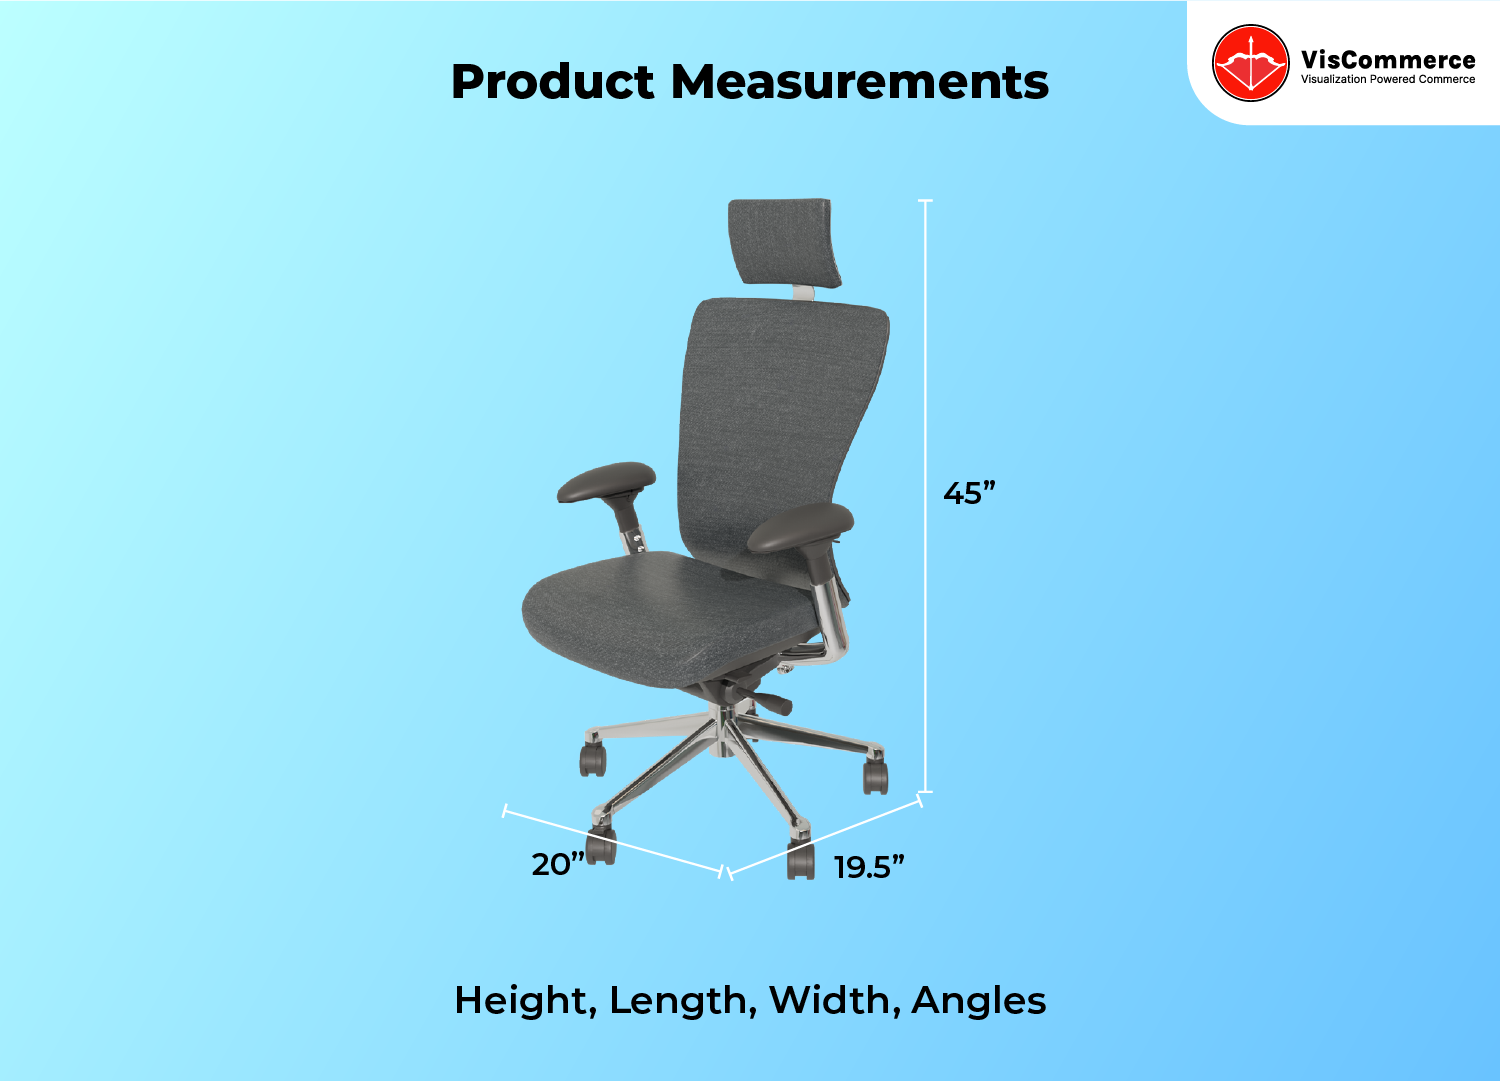 Product Measurements
VisCommerce
Visualization Powered Commerce
45”
20”
19.5”
Height, Length, Width, Angles